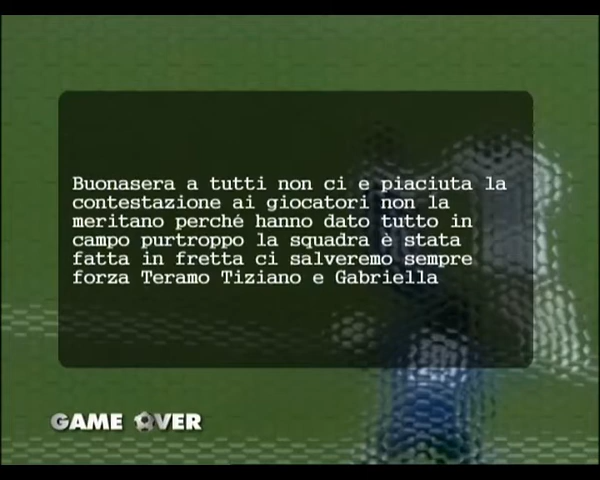 Buonasera a tutti non ci e piaciuta la
contestazione ai giocatori non la
meritano perché hanno dato tutto in
campo purtroppo la squadra è stata
fatta in fretta ci salveremo sempre
forza Teramo Tiziano e Gabriella
GAME OVER